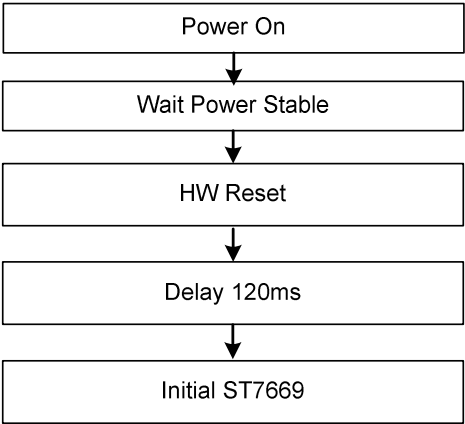 Power On
Wait Power Stable
HW Reset
Delay 120ms
Initial ST7669